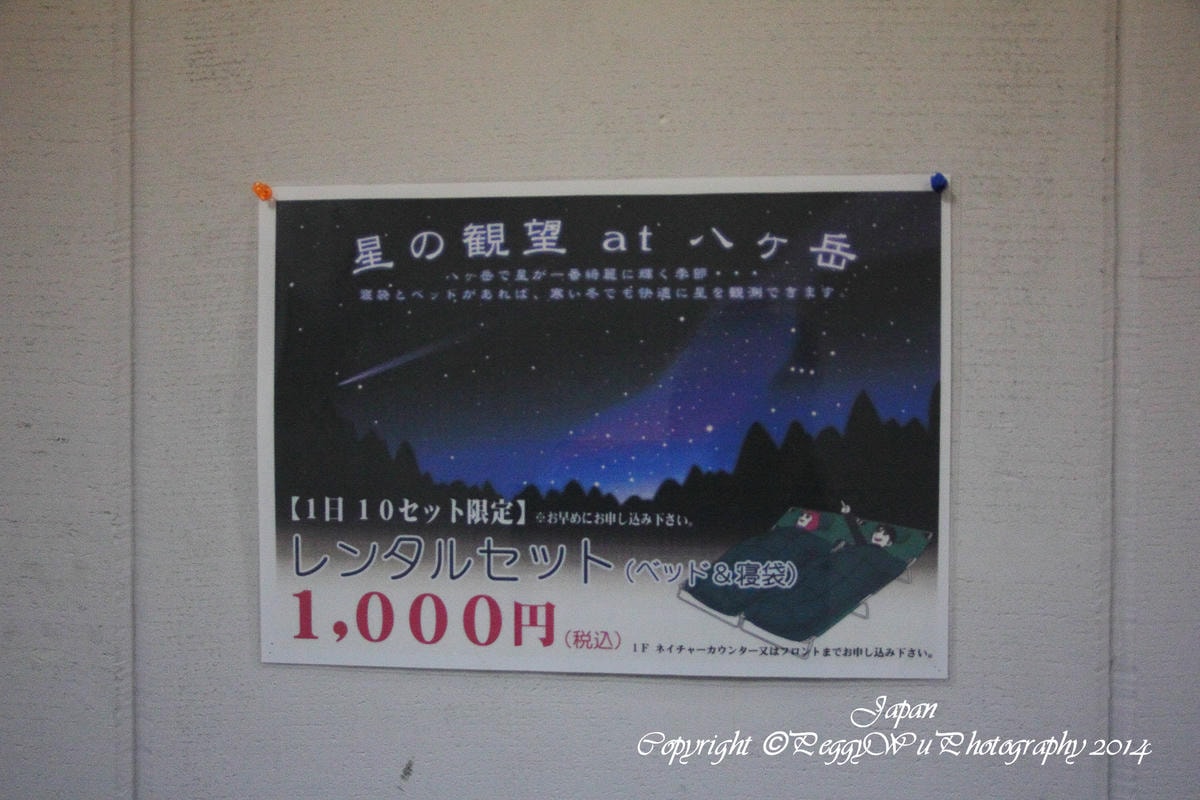 星の観望 at 八ヶ岳
八ヶ岳で星が一番綺麗に輝く季節・・・
寝袋とベッドがあれば、寒い冬でも快適に星を観測できます。
【1日 10セット限定】※お早めにお申し込み下さい。
レンタルセット(ベッド&寝袋)
1,000円(税込)
1F ネイチャーカウンター又はフロントまでお申し込み下さい。
Japan
Copyright ©PeggyWuPhotography 2014